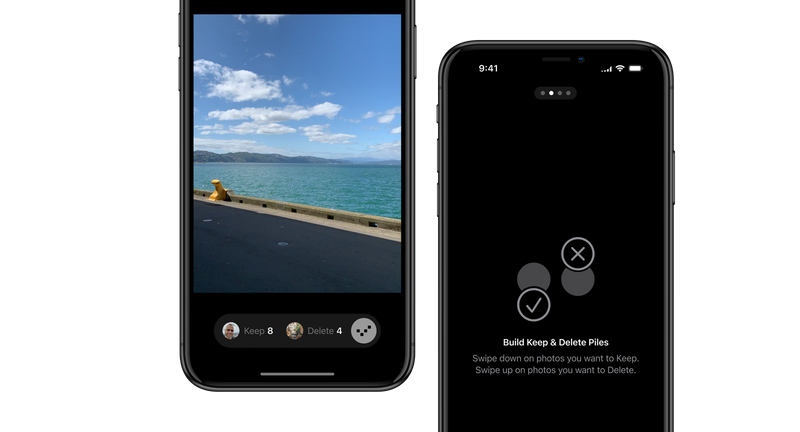 Keep 8 Delete 4
9:41
Build Keep & Delete Piles
Swipe down on photos you want to Keep.
Swipe up on photos you want to Delete.